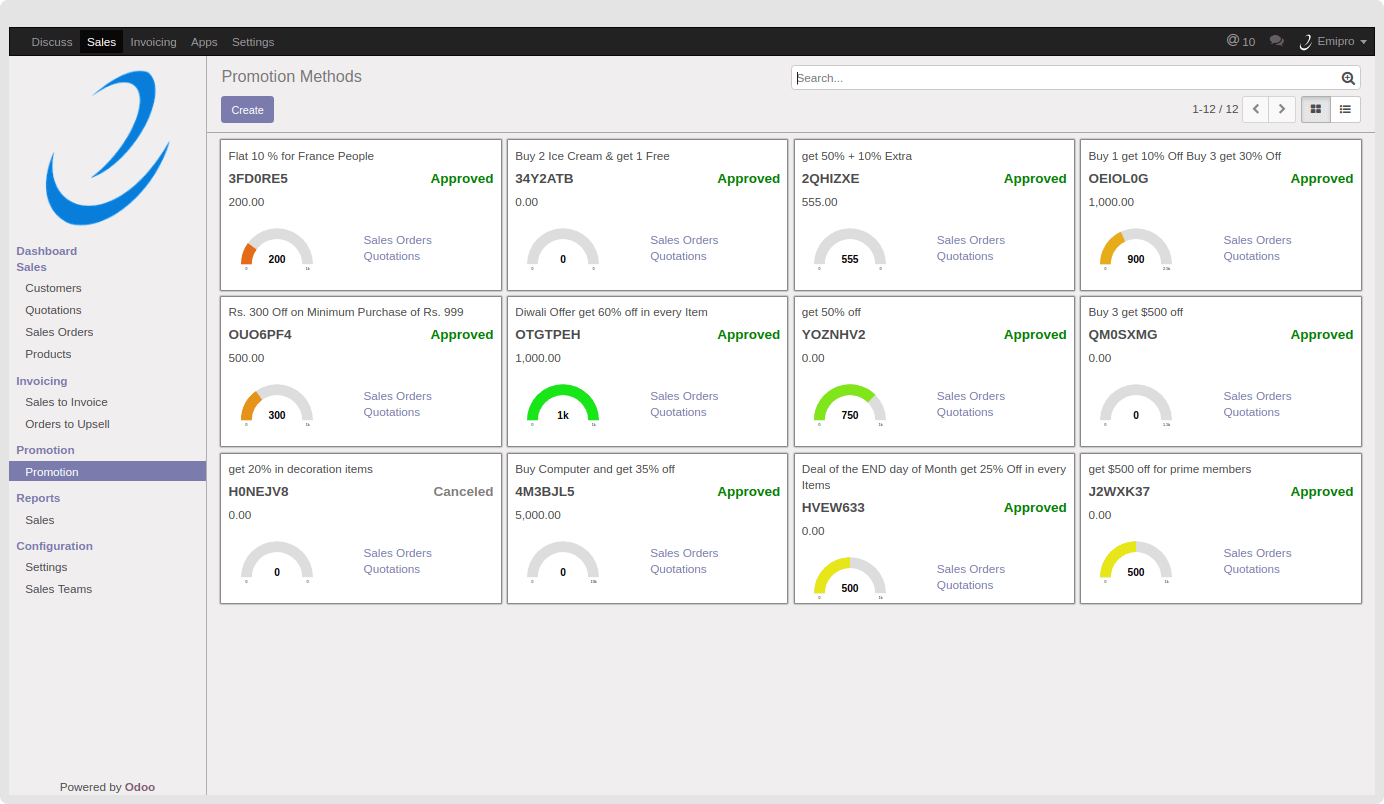 Discuss Sales Invoicing Apps Settings @ 10 Emipro
Promotion Methods
Search...
Create
1-12 / 12
Dashboard
Sales
Customers
Quotations
Sales Orders
Products
Invoicing
Sales to Invoice
Orders to Upsell
Promotion
Promotion
Reports
Sales
Configuration
Settings
Sales Teams
Powered by Odoo
Flat 10 % for France People
3FD0RE5 Approved
200.00
Sales Orders
Quotations
200
0 1k
Buy 2 Ice Cream & get 1 Free
34Y2ATB Approved
0.00
Sales Orders
Quotations
0
0 0
get 50% + 10% Extra
2QHIZXE Approved
555.00
Sales Orders
Quotations
555
0 0
Buy 1 get 10% Off Buy 3 get 30% Off
OEIOL0G Approved
1,000.00
Sales Orders
Quotations
900
0
Rs. 300 Off on Minimum Purchase of Rs. 999
OUO6PF4 Approved
500.00
Sales Orders
Quotations
300
0 1k
Diwali Offer get 60% off in every Item
OTGTPEH Approved
1,000.00
Sales Orders
Quotations
1k
0 1k
get 50% off
YOZNHV2 Approved
0.00
Sales Orders
Quotations
750
0 1k
Buy 3 get $500 off
QM0SXMG Approved
0.00
Sales Orders
Quotations
0
0
get 20% in decoration items
H0NEJV8 Canceled
0.00
Sales Orders
Quotations
0
0 0
Buy Computer and get 35% off
4M3BJL5 Approved
5,000.00
Sales Orders
Quotations
0
0
Deal of the END day of Month get 25% Off in every
Items
HVEW633 Approved
0.00
Sales Orders
Quotations
500
0 1k
get $500 off for prime members
J2WXK37 Approved
0.00
Sales Orders
Quotations
500
0 1k